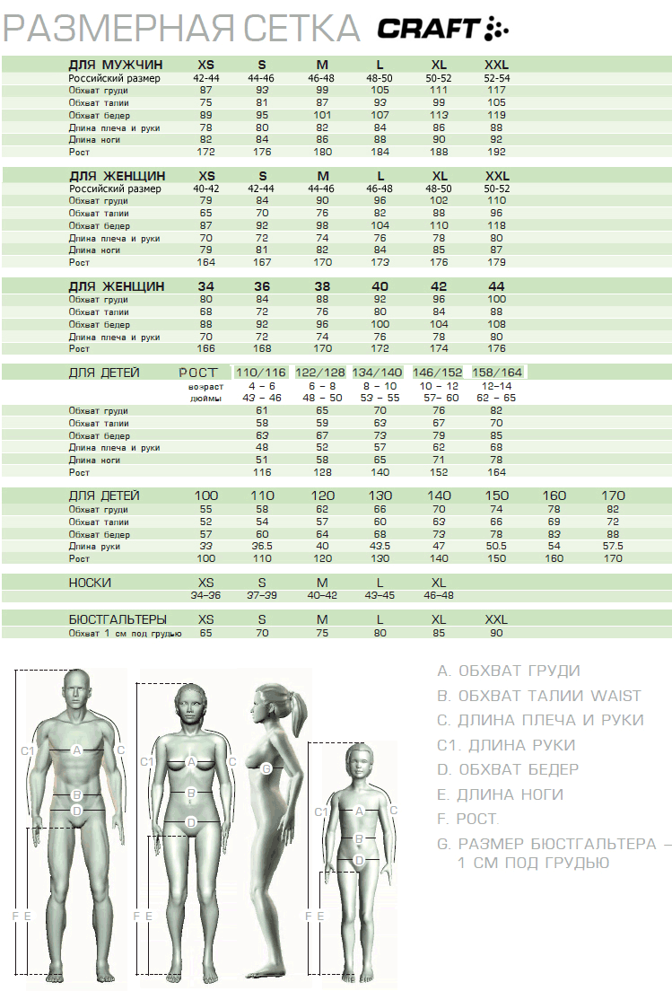 РАЗМЕРНАЯ СЕТКА CRAFT
ДЛЯ МУЖЧИН XS S M L XL XXL
Российский размер 42-44 44-46 46-48 48-50 50-52 52-54
Обхват груди 87 93 99 105 111 117
Обхват талии 75 81 87 93 99 105
Обхват бедер 89 95 101 107 113 119
Длина плеча и руки 78 80 82 84 86 88
Длина ноги 82 84 86 88 90 92
Рост 172 176 180 184 188 192
ДЛЯ ЖЕНЩИН XS S M L XL XXL
Российский размер 40-42 42-44 44-46 46-48 48-50 50-52
Обхват груди 79 84 90 96 102 110
Обхват талии 65 70 76 82 88 96
Обхват бедер 87 92 98 104 110 118
Длина плеча и руки 70 72 74 76 78 80
Длина ноги 79 81 82 84 85 87
Рост 164 167 170 173 176 179
ДЛЯ ЖЕНЩИН 34 36 38 40 42 44
Обхват груди 80 84 88 92 96 100
Обхват талии 68 72 76 80 84 88
Обхват бедер 88 92 96 100 104 108
Длина плеча и руки 70 72 74 76 78 80
Рост 166 168 170 172 174 176
ДЛЯ ДЕТЕЙ РОСТ 110/116 122/128 134/140 146/152 158/164
возраст 4 – 6 6 – 8 8 – 10 10 – 12 12–14
дюймы 43 – 46 48 – 50 53 – 55 57– 60 62 – 65
Обхват груди 61 65 70 76 82
Обхват талии 58 59 63 67 70
Обхват бедер 63 67 73 79 85
Длина плеча и руки 48 52 57 62 68
Длина ноги 51 58 65 71 78
Рост 116 128 140 152 164
ДЛЯ ДЕТЕЙ 100 110 120 130 140 150 160 170
Обхват груди 55 58 62 66 70 74 78 82
Обхват талии 52 54 57 60 63 66 69 72
Обхват бедер 57 60 64 68 73 78 83 88
Длина руки 33 36.5 40 43.5 47 50.5 54 57.5
Рост 100 110 120 130 140 150 160 170
НОСКИ XS S M L XL
34–36 37–39 40–42 43–45 46–48
БЮСТГАЛЬТЕРЫ XS S M L XL XXL
Обхват 1 см под грудью 65 70 75 80 85 90
A. ОБХВАТ ГРУДИ
B. ОБХВАТ ТАЛИИ WAIST
C. ДЛИНА ПЛЕЧА И РУКИ
C1. ДЛИНА РУКИ
D. ОБХВАТ БЕДЕР
E. ДЛИНА НОГИ
F. РОСТ.
G. РАЗМЕР БЮСТГАЛЬТЕРА –
1 СМ ПОД ГРУДЬЮ
C1 A C
B
D
F E
C1 A C
B
D
F E
G
C1 A C
B
D
F E